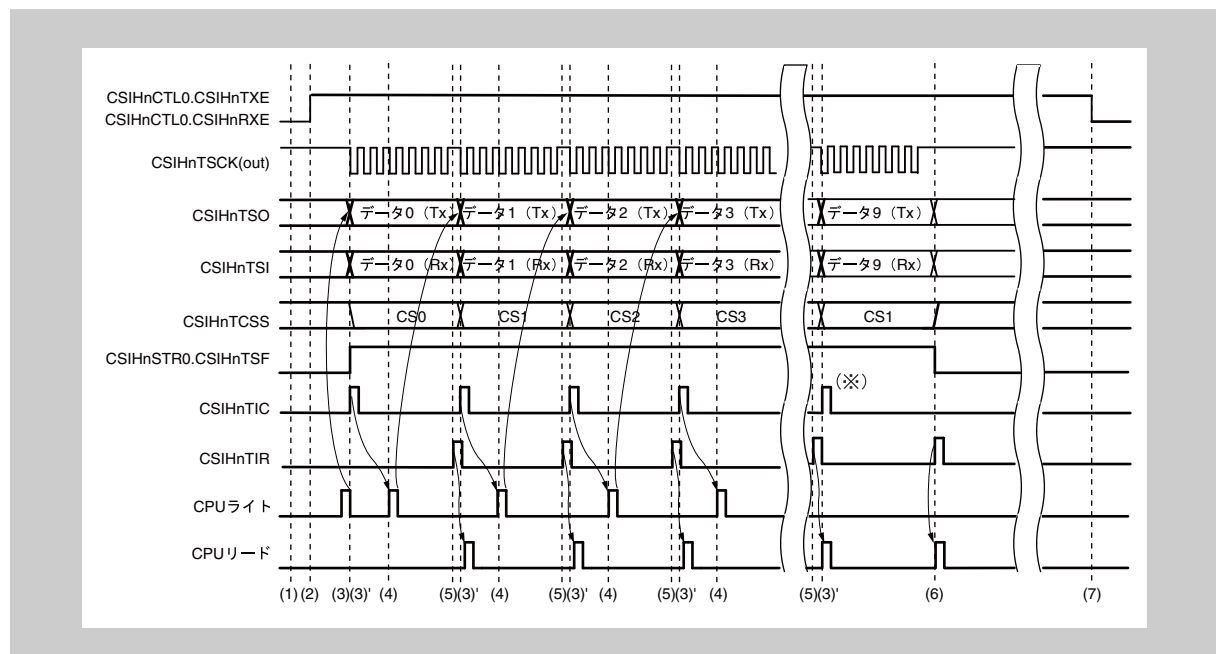 CSIHnCTL0.CSIHnTXE
CSIHnCTL0.CSIHnRXE
CSIHnTSCK(out)
CSIHnTSO
データ0（Tx） データ1（Tx） データ2（Tx） データ3（Tx） データ9（Tx）
CSIHnTSI
データ0（Rx） データ1（Rx） データ2（Rx） データ3（Rx） データ9（Rx）
CSIHnTCSS
CS0 CS1 CS2 CS3 CS1
CSIHnSTR0.CSIHnTSF
（※）
CSIHnTIC
CSIHnTIR
CPUライト
CPUリード
(1)(2) (3)(3)' (4) (5)(3)' (4) (5)(3)' (4) (5)(3)' (4) (5)(3)' (6) (7)